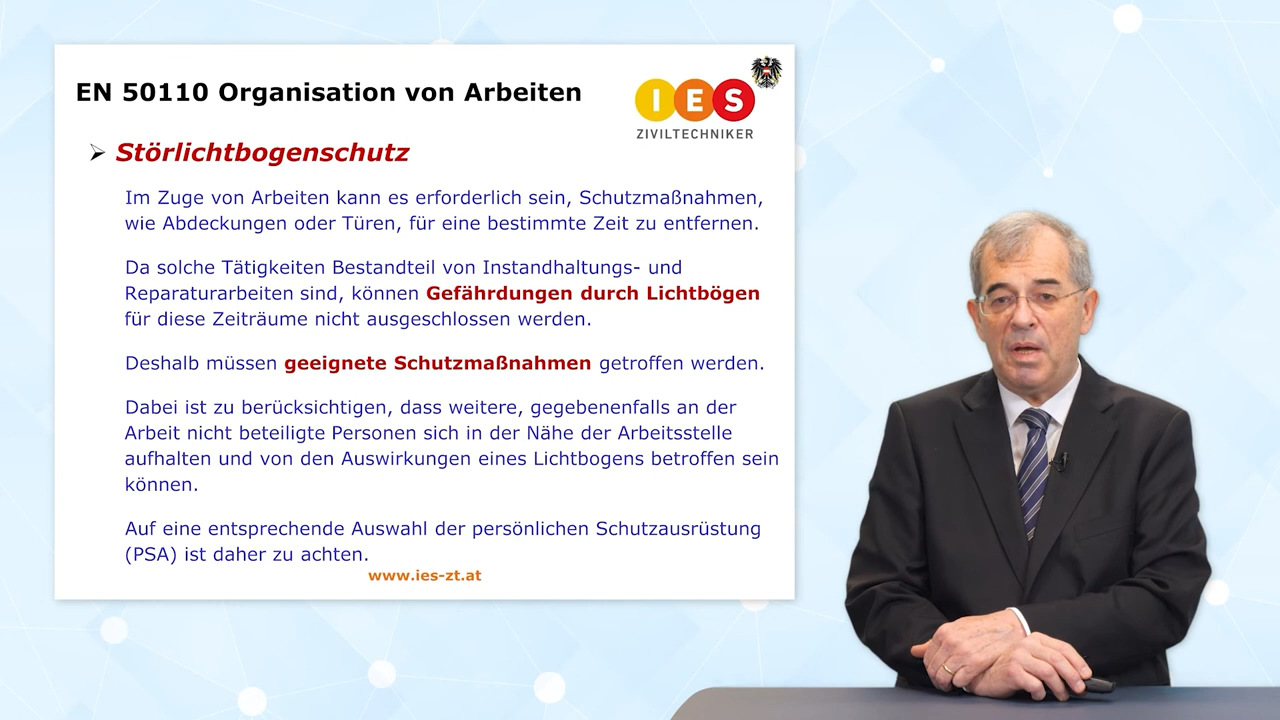 EN 50110 Organisation von Arbeiten
IES
ZIVILTECHNIKER
Störlichtbogenschutz
Im Zuge von Arbeiten kann es erforderlich sein, Schutzmaßnahmen,
wie Abdeckungen oder Türen, für eine bestimmte Zeit zu entfernen.
Da solche Tätigkeiten Bestandteil von Instandhaltungs- und
Reparaturarbeiten sind, können Gefährdungen durch Lichtbögen
für diese Zeiträume nicht ausgeschlossen werden.
Deshalb müssen geeignete Schutzmaßnahmen getroffen werden.
Dabei ist zu berücksichtigen, dass weitere, gegebenenfalls an der
Arbeit nicht beteiligte Personen sich in der Nähe der Arbeitsstelle
aufhalten und von den Auswirkungen eines Lichtbogens betroffen sein
können.
Auf eine entsprechende Auswahl der persönlichen Schutzausrüstung
(PSA) ist daher zu achten.
www.ies-zt.at